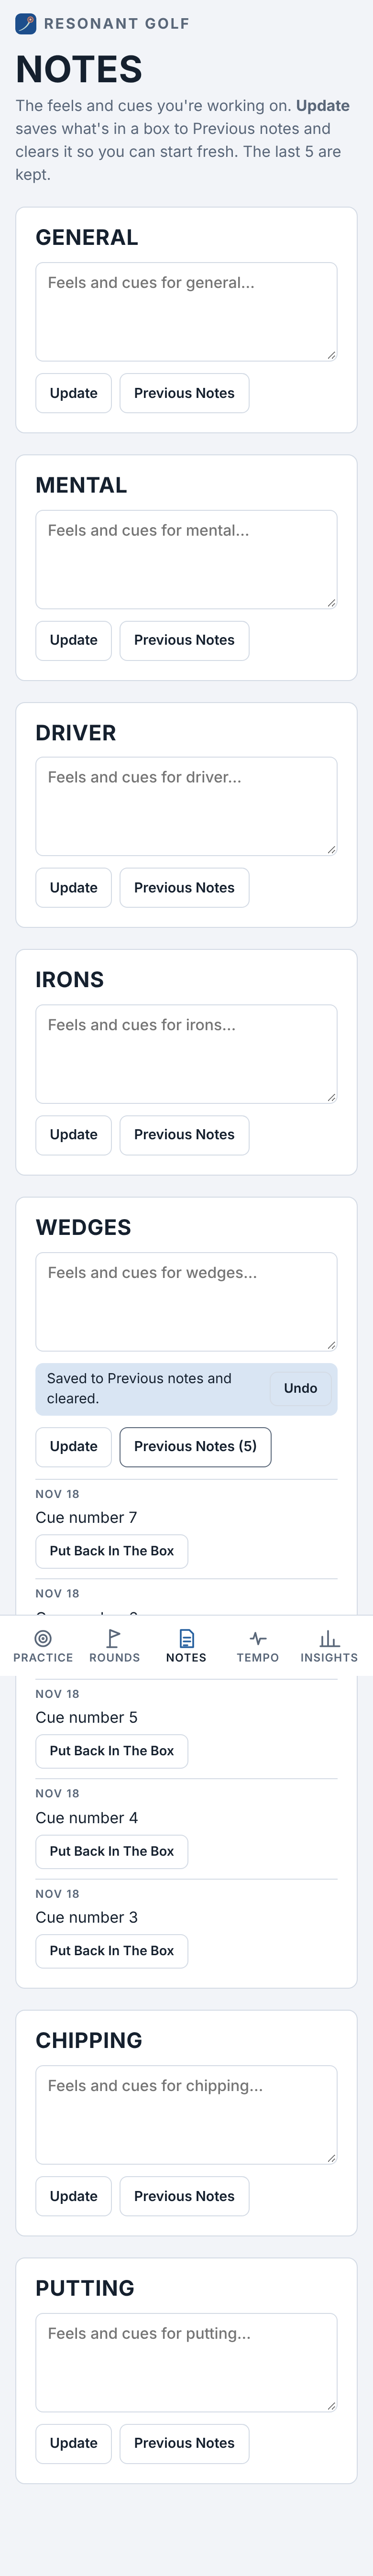 RESONANT GOLF
NOTES
The feels and cues you're working on. Update
saves what's in a box to Previous notes and
clears it so you can start fresh. The last 5 are
kept.
GENERAL
Feels and cues for general...
Update Previous Notes
MENTAL
Feels and cues for mental...
Update Previous Notes
DRIVER
Feels and cues for driver...
Update Previous Notes
IRONS
Feels and cues for irons...
Update Previous Notes
WEDGES
Feels and cues for wedges...
Saved to Previous notes and
cleared.
Undo
Update Previous Notes (5)
NOV 18
Cue number 7
Put Back In The Box
NOV 18
PRACTICE ROUNDS NOTES TEMPO INSIGHTS
NOV 18
Cue number 5
Put Back In The Box
NOV 18
Cue number 4
Put Back In The Box
NOV 18
Cue number 3
Put Back In The Box
CHIPPING
Feels and cues for chipping...
Update Previous Notes
PUTTING
Feels and cues for putting...
Update Previous Notes